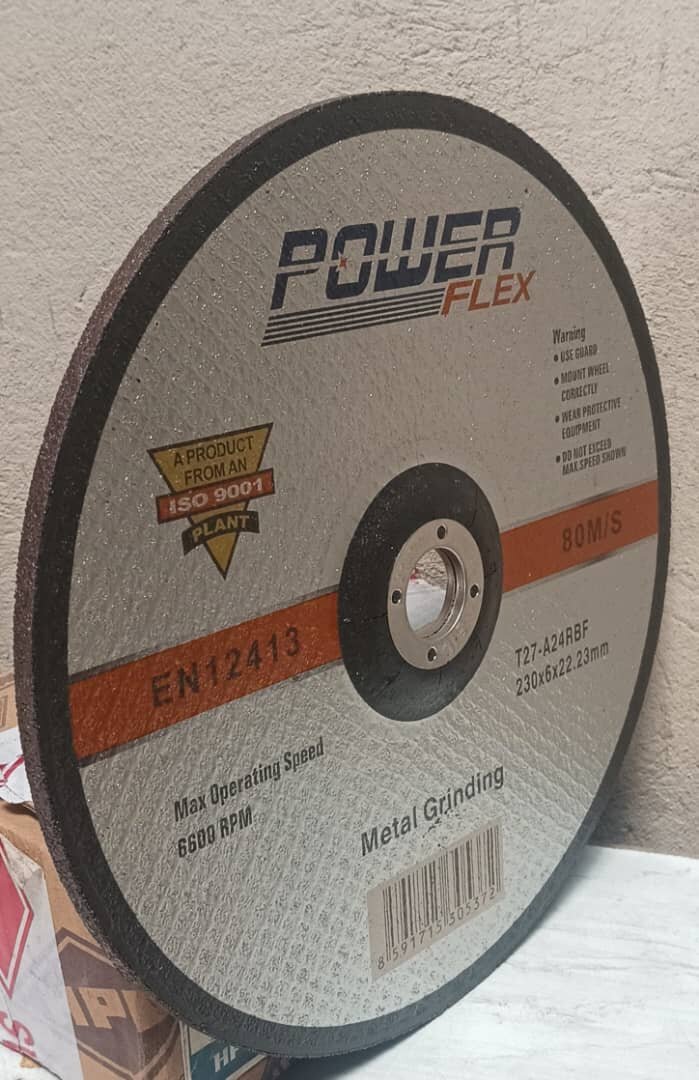 POWER
FLEX
Warning
• USE GUARD
• MOUNT WHEEL
CORRECTLY
• WEAR PROTECTIVE
EQUIPMENT
• DO NOT EXCEED
MAX.SPEED SHOWN
A PRODUCT
FROM AN
ISO 9001
PLANT
80M/S
EN12413
T27-A24RBF
230x6x22.23mm
Max Operating Speed
6600 RPM
Metal Grinding